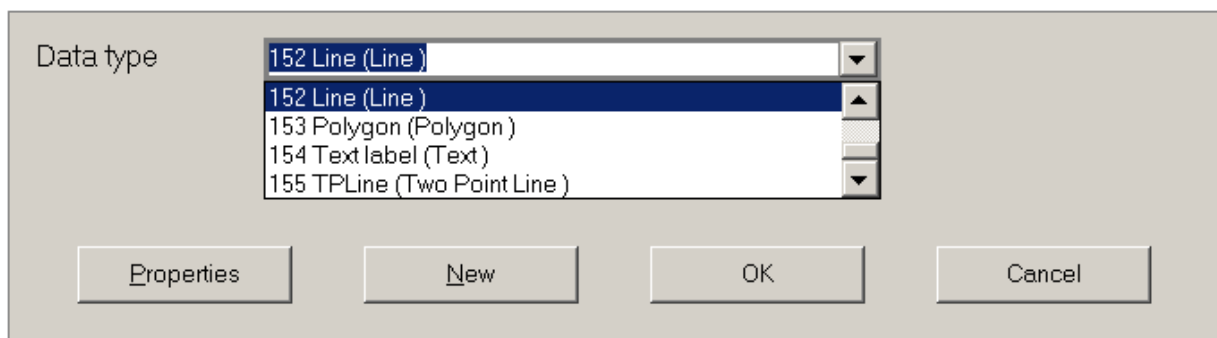 Data type 152 Line (Line )
152 Line (Line )
153 Polygon (Polygon )
154 Text label (Text )
155 TPLine (Two Point Line )
Properties New OK Cancel